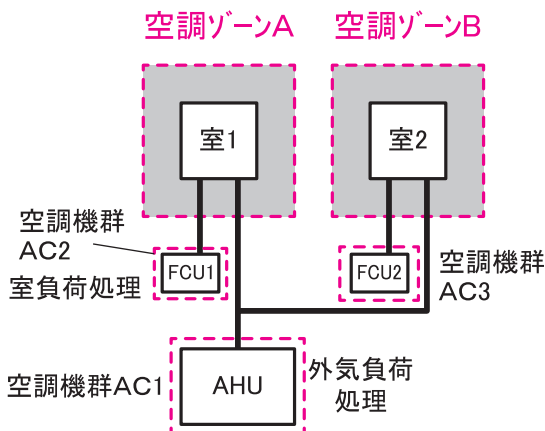 空調ゾーンA
空調ゾーンB
室1
室2
空調機群
AC2
室負荷処理
FCU1
FCU2
空調機群
AC3
空調機群AC1
AHU
外気負荷
処理